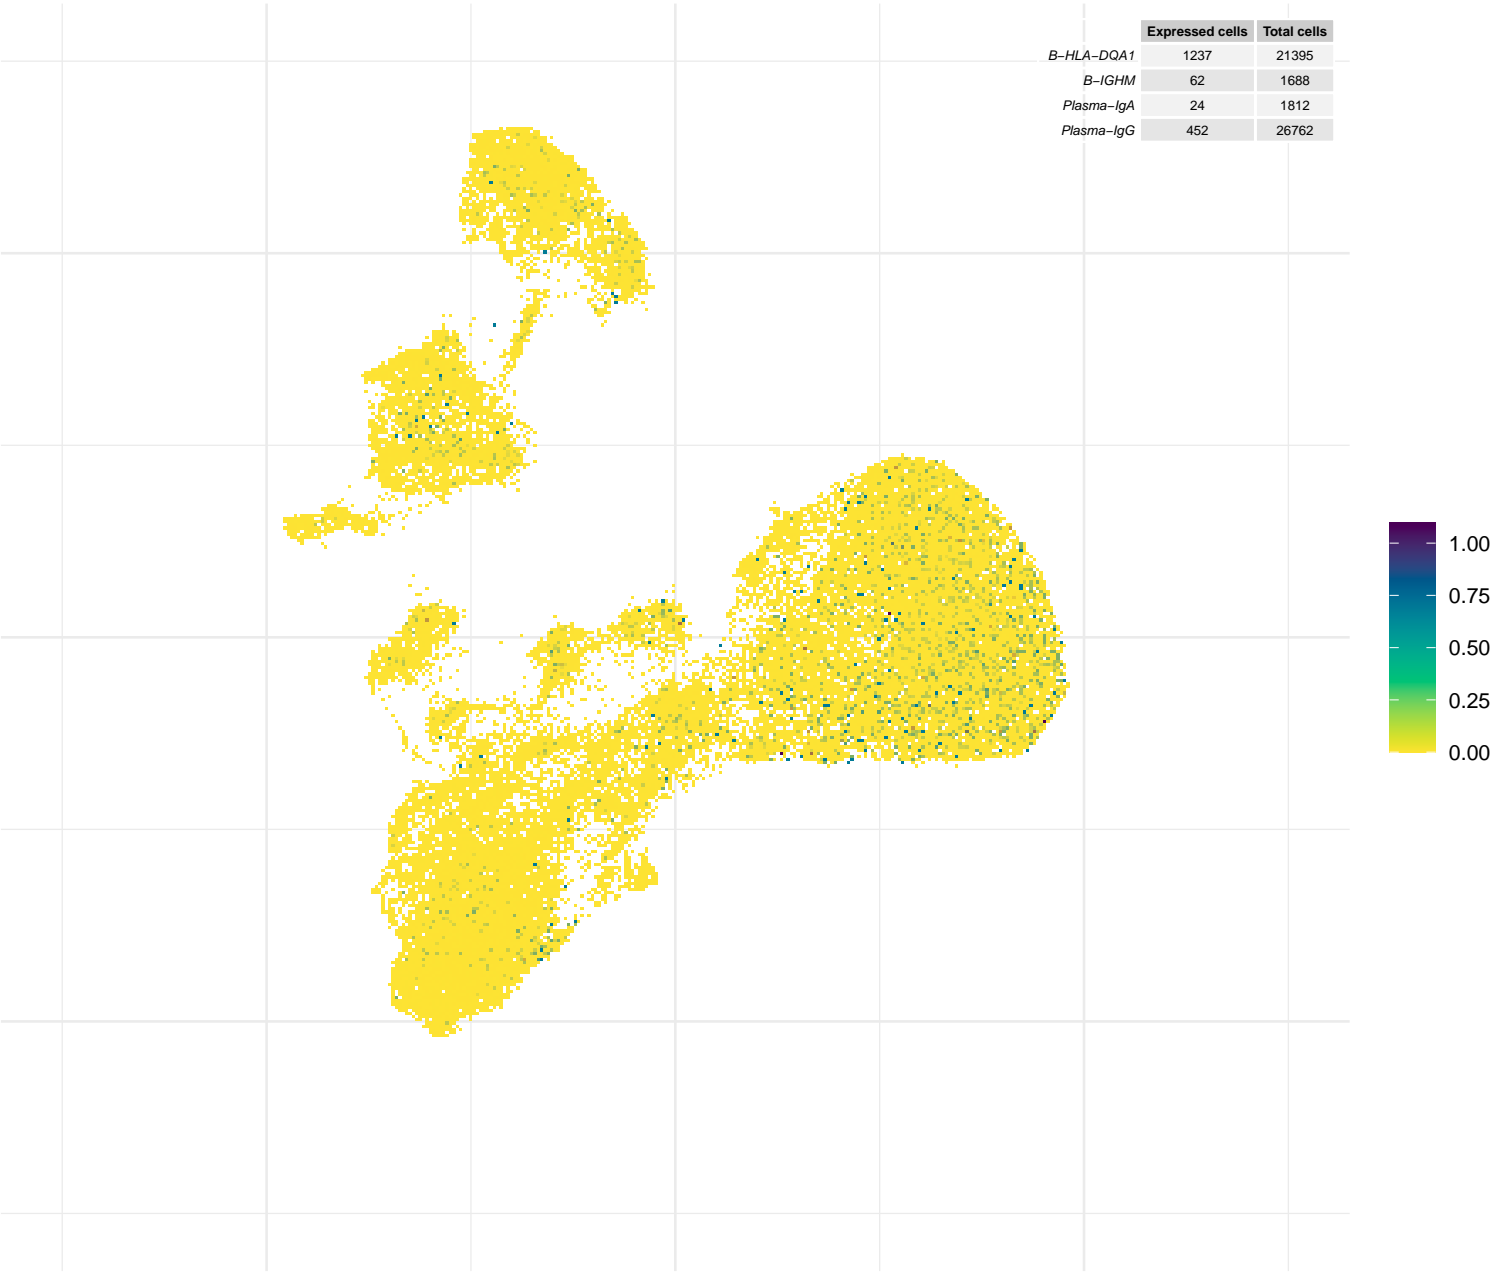 Expressed cells Total cells
B−HLA−DQA1 1237 21395
B−IGHM 62 1688
Plasma−IgA 24 1812
Plasma−IgG 452 26762
1.00
0.75
0.50
0.25
0.00